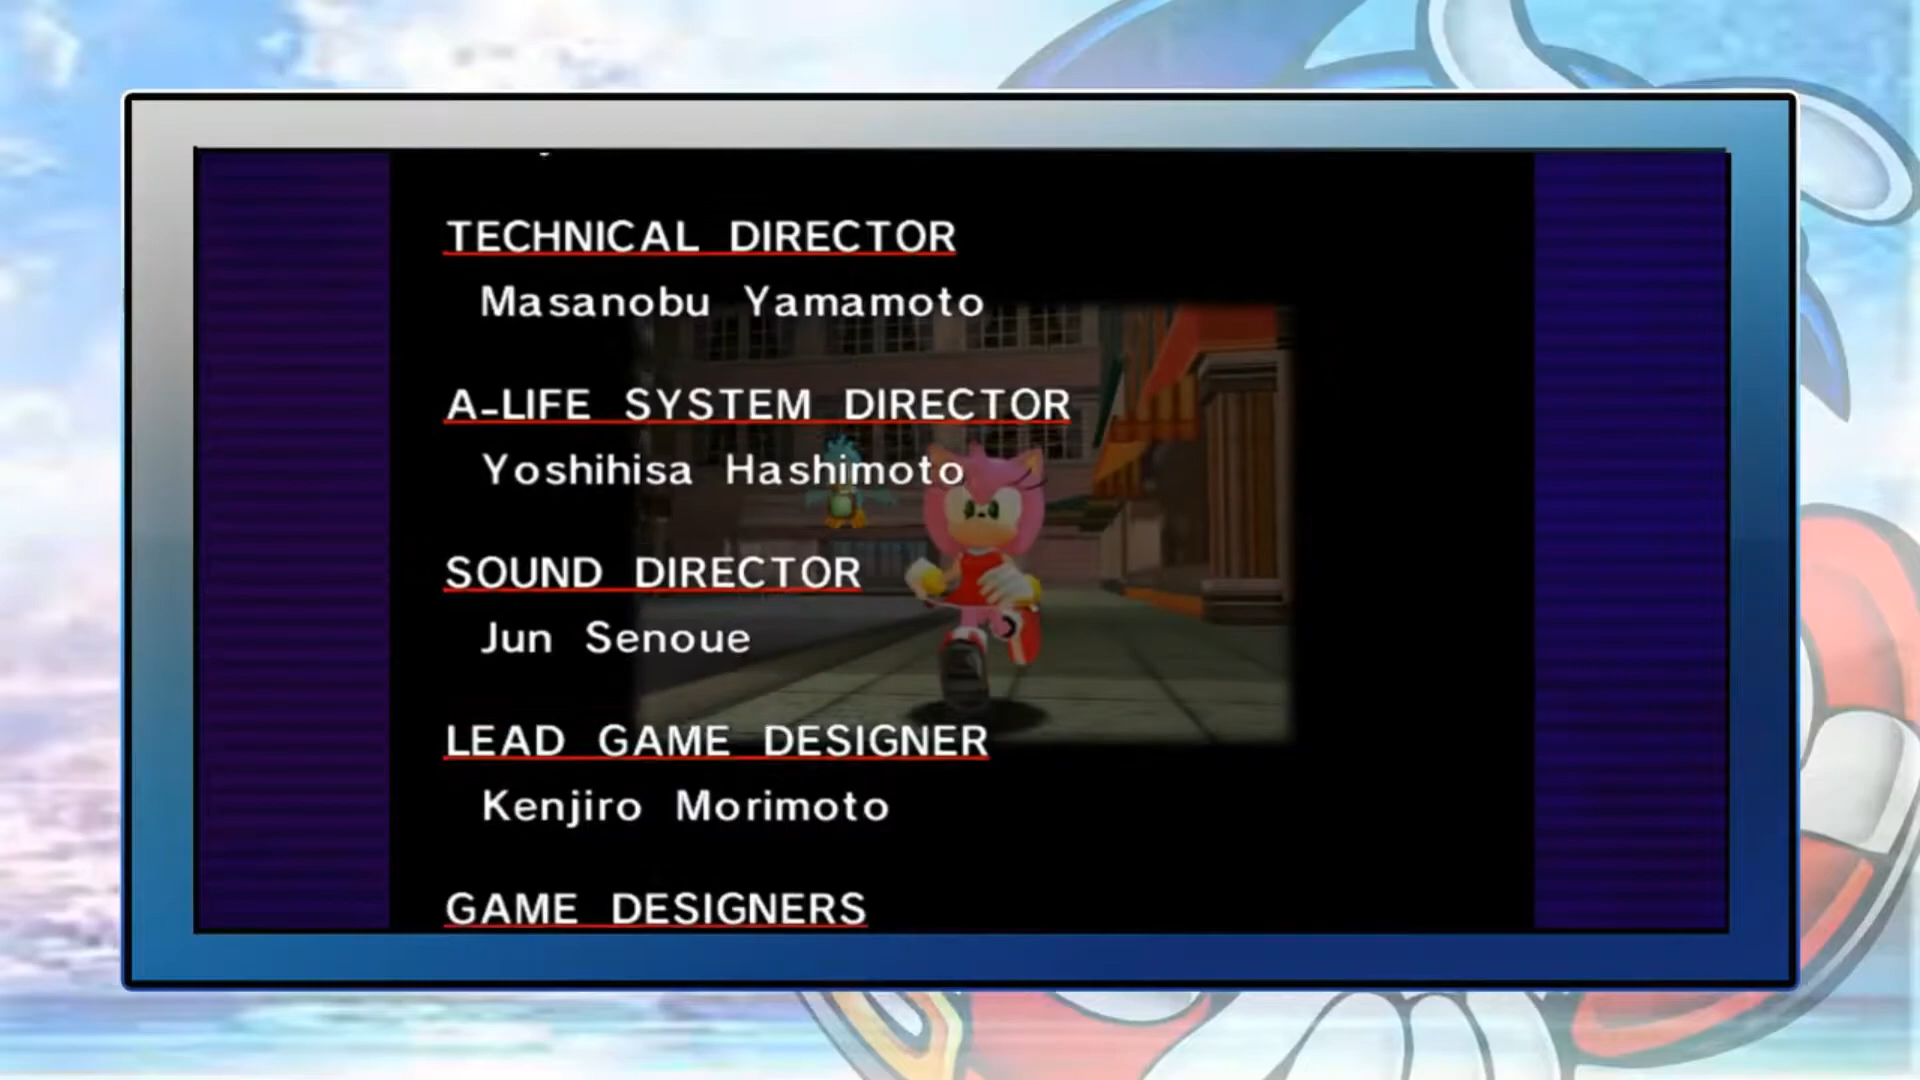 TECHNICAL DIRECTOR
Masanobu Yamamoto
A-LIFE SYSTEM DIRECTOR
Yoshihisa Hashimoto
SOUND DIRECTOR
Jun Senoue
LEAD GAME DESIGNER
Kenjiro Morimoto
GAME DESIGNERS